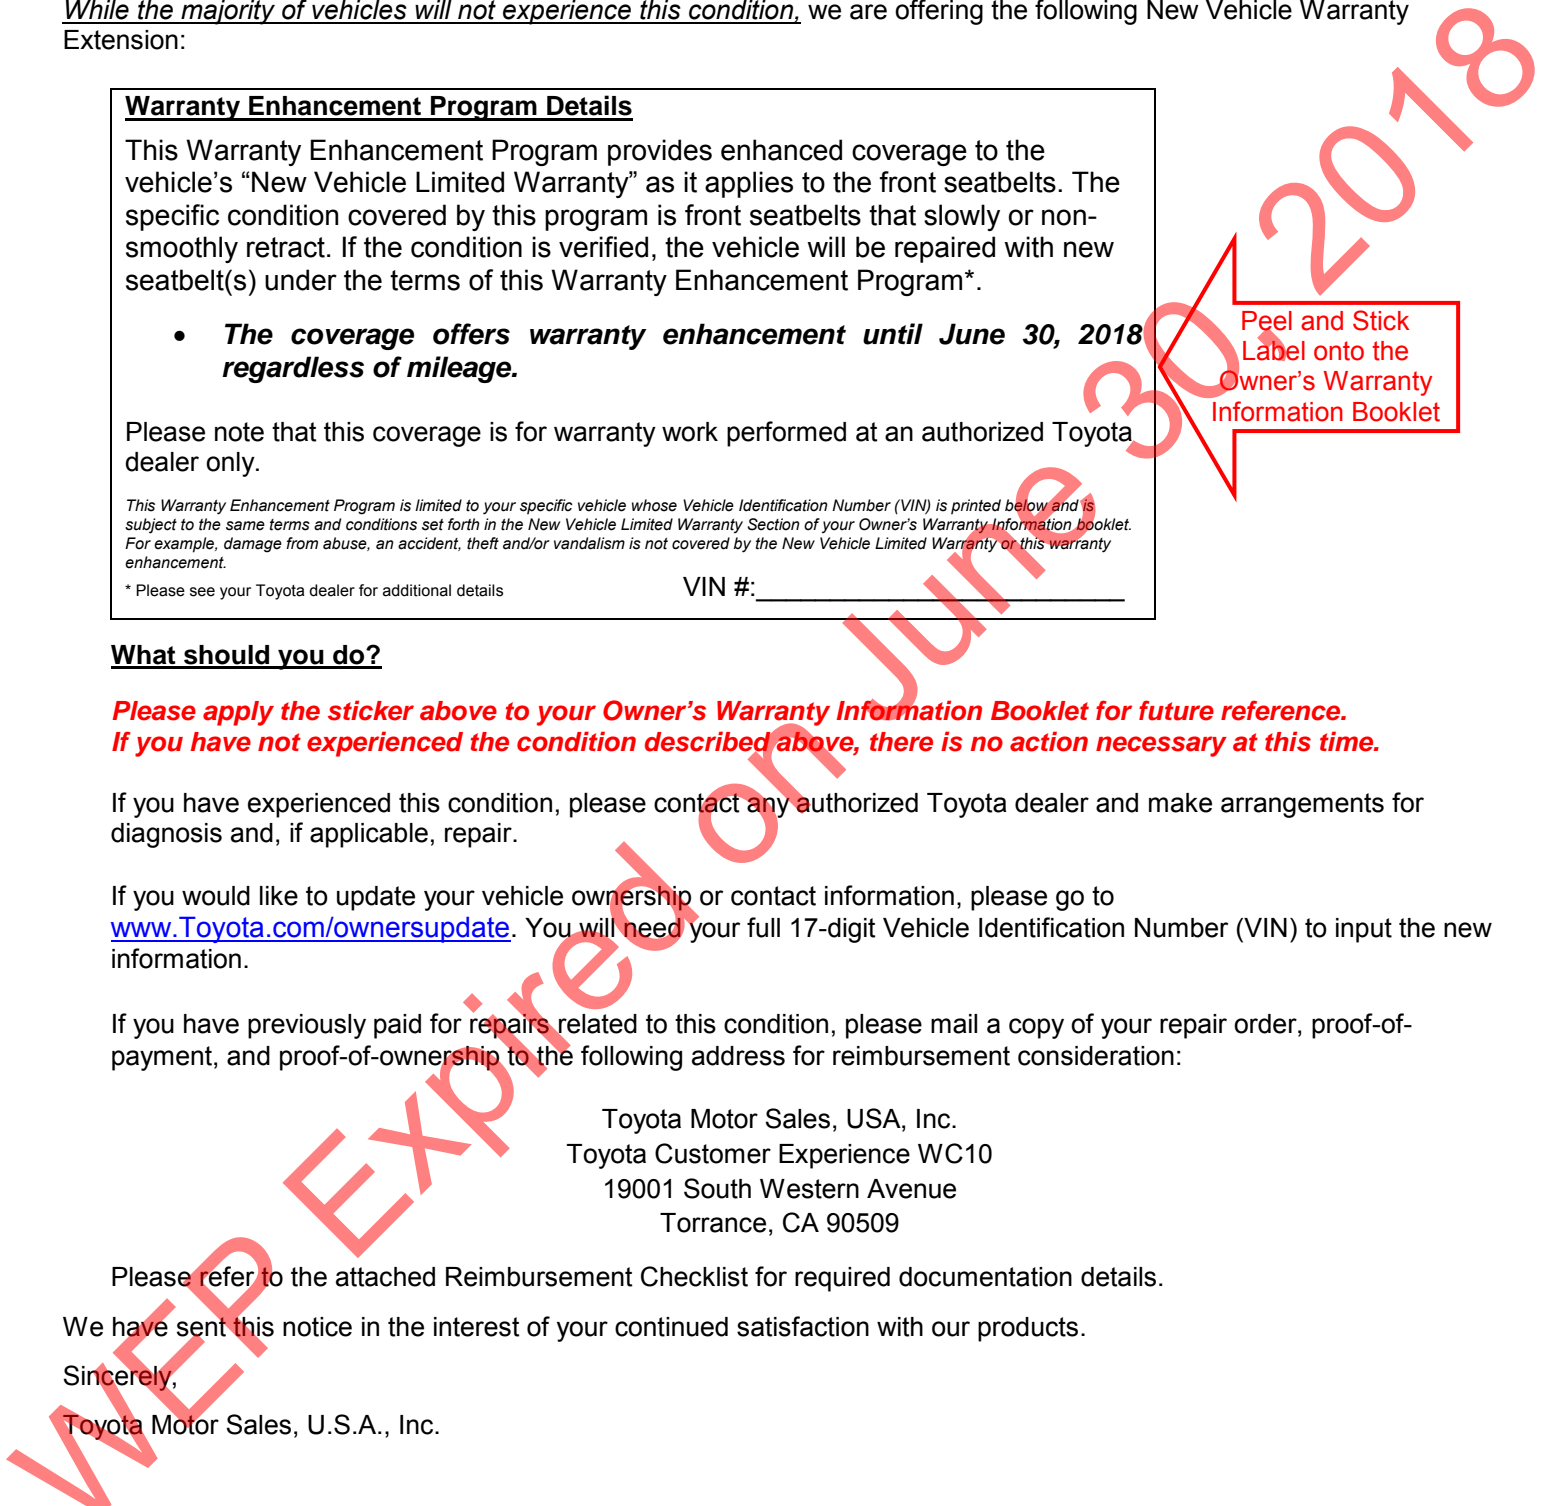 While the majority of vehicles will not experience this condition, we are offering the following New Vehicle Warranty
Extension:
Warranty Enhancement Program Details
This Warranty Enhancement Program provides enhanced coverage to the
vehicle’s “New Vehicle Limited Warranty” as it applies to the front seatbelts. The
specific condition covered by this program is front seatbelts that slowly or non-
smoothly retract. If the condition is verified, the vehicle will be repaired with new
seatbelt(s) under the terms of this Warranty Enhancement Program*.
• The coverage offers warranty enhancement until June 30, 2018
regardless of mileage.
Please note that this coverage is for warranty work performed at an authorized Toyota
dealer only.
This Warranty Enhancement Program is limited to your specific vehicle whose Vehicle Identification Number (VIN) is printed below and is
subject to the same terms and conditions set forth in the New Vehicle Limited Warranty Section of your Owner’s Warranty Information booklet.
For example, damage from abuse, an accident, theft and/or vandalism is not covered by the New Vehicle Limited Warranty or this warranty
enhancement.
* Please see your Toyota dealer for additional details VIN #:_________________________
Peel and Stick
Label onto the
Owner’s Warranty
Information Booklet
What should you do?
Please apply the sticker above to your Owner’s Warranty Information Booklet for future reference.
If you have not experienced the condition described above, there is no action necessary at this time.
If you have experienced this condition, please contact any authorized Toyota dealer and make arrangements for
diagnosis and, if applicable, repair.
If you would like to update your vehicle ownership or contact information, please go to
www.Toyota.com/ownersupdate. You will need your full 17-digit Vehicle Identification Number (VIN) to input the new
information.
If you have previously paid for repairs related to this condition, please mail a copy of your repair order, proof-of-
payment, and proof-of-ownership to the following address for reimbursement consideration:
Toyota Motor Sales, USA, Inc.
Toyota Customer Experience WC10
19001 South Western Avenue
Torrance, CA 90509
Please refer to the attached Reimbursement Checklist for required documentation details.
We have sent this notice in the interest of your continued satisfaction with our products.
Sincerely,
Toyota Motor Sales, U.S.A., Inc.
WEP Expired on June 30, 2018